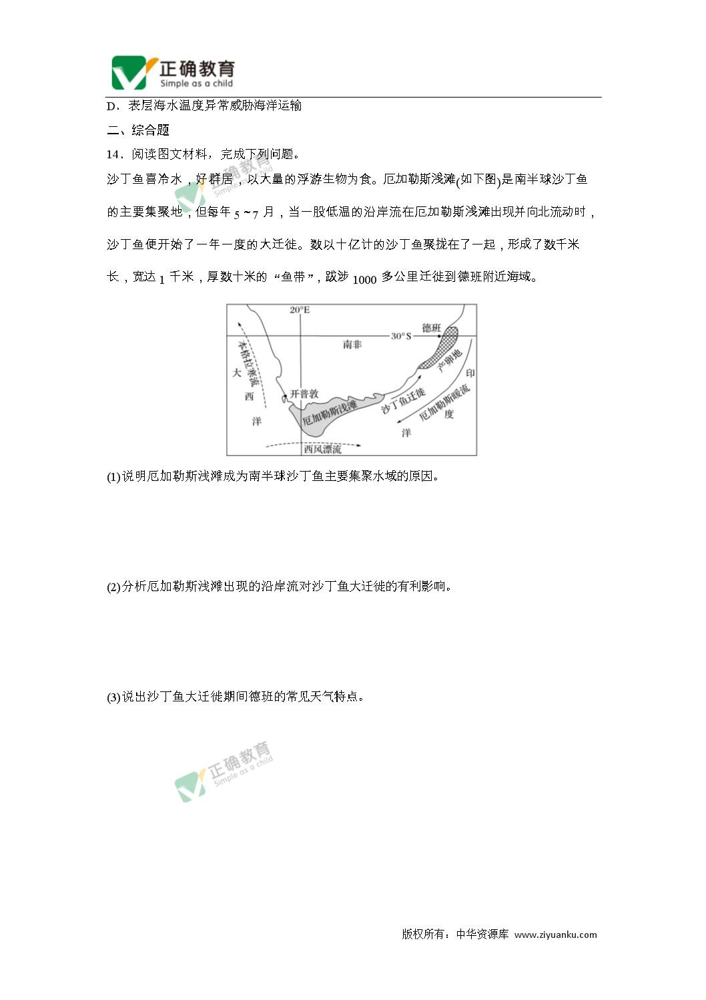 正确教育
Simple as a child
D．表层海水温度异常威胁海洋运输
二、综合题
14．阅读图文材料，完成下列问题。
沙丁鱼喜冷水，好群居，以大量的浮游生物为食。厄加勒斯浅滩(如下图)是南半球沙丁鱼
的主要集聚地，但每年 5～7 月，当一股低温的沿岸流在厄加勒斯浅滩出现并向北流动时，
沙丁鱼便开始了一年一度的大迁徙。数以十亿计的沙丁鱼聚拢在了一起，形成了数千米
长，宽达 1 千米，厚数十米的“鱼带”，跋涉 1000 多公里迁徙到德班附近海域。
20°E
德班
30°S
南非
本格拉寒流
产卵地
大西洋
印度洋
开普敦
厄加勒斯浅滩
沙丁鱼迁徙
厄加勒斯暖流
西风漂流
(1)说明厄加勒斯浅滩成为南半球沙丁鱼主要集聚水域的原因。
(2)分析厄加勒斯浅滩出现的沿岸流对沙丁鱼大迁徙的有利影响。
(3)说出沙丁鱼大迁徙期间德班的常见天气特点。
正确教育
Simple as a child
版权所有：中华资源库 www.ziyuanku.com